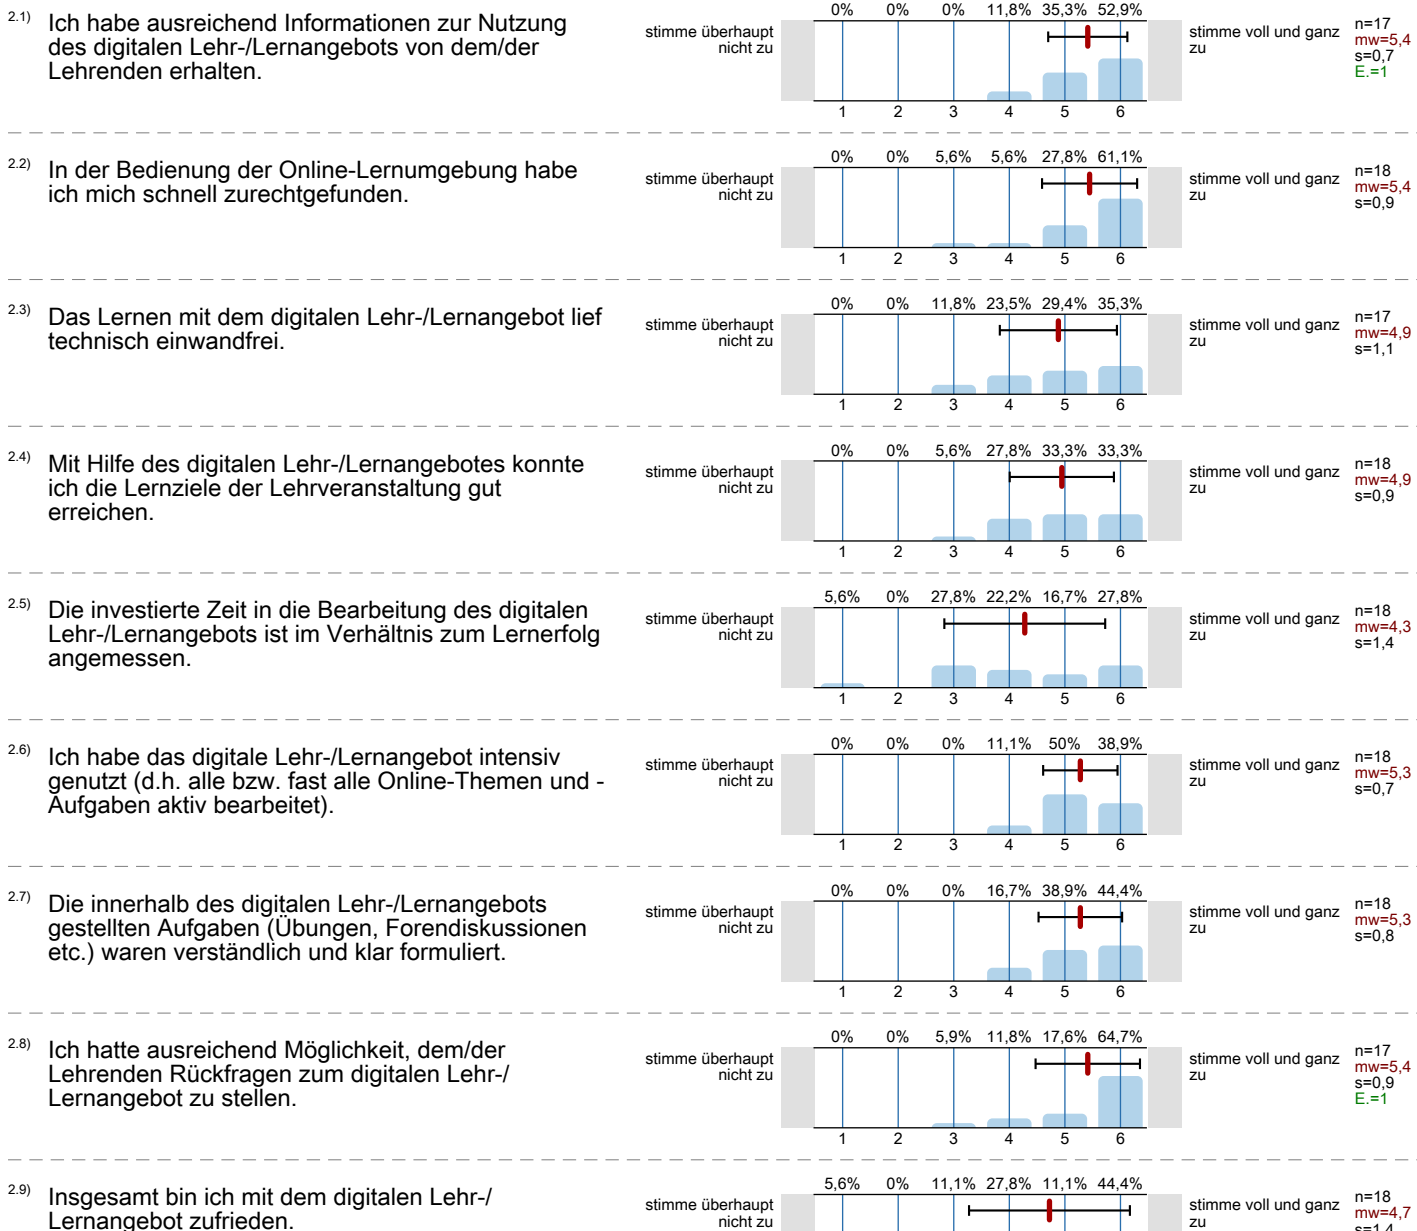 2.1) Ich habe ausreichend Informationen zur Nutzung
des digitalen Lehr-/Lernangebots von dem/der
Lehrenden erhalten.
stimme überhaupt
nicht zu
0% 0% 0% 11,8% 35,3% 52,9%
1 2 3 4 5 6
stimme voll und ganz
zu
n=17
mw=5,4
s=0,7
E.=1
2.2) In der Bedienung der Online-Lernumgebung habe
ich mich schnell zurechtgefunden.
stimme überhaupt
nicht zu
0% 0% 5,6% 5,6% 27,8% 61,1%
1 2 3 4 5 6
stimme voll und ganz
zu
n=18
mw=5,4
s=0,9
2.3) Das Lernen mit dem digitalen Lehr-/Lernangebot lief
technisch einwandfrei.
stimme überhaupt
nicht zu
0% 0% 11,8% 23,5% 29,4% 35,3%
1 2 3 4 5 6
stimme voll und ganz
zu
n=17
mw=4,9
s=1,1
2.4) Mit Hilfe des digitalen Lehr-/Lernangebotes konnte
ich die Lernziele der Lehrveranstaltung gut
erreichen.
stimme überhaupt
nicht zu
0% 0% 5,6% 27,8% 33,3% 33,3%
1 2 3 4 5 6
stimme voll und ganz
zu
n=18
mw=4,9
s=0,9
2.5) Die investierte Zeit in die Bearbeitung des digitalen
Lehr-/Lernangebots ist im Verhältnis zum Lernerfolg
angemessen.
stimme überhaupt
nicht zu
5,6% 0% 27,8% 22,2% 16,7% 27,8%
1 2 3 4 5 6
stimme voll und ganz
zu
n=18
mw=4,3
s=1,4
2.6) Ich habe das digitale Lehr-/Lernangebot intensiv
genutzt (d.h. alle bzw. fast alle Online-Themen und -
Aufgaben aktiv bearbeitet).
stimme überhaupt
nicht zu
0% 0% 0% 11,1% 50% 38,9%
1 2 3 4 5 6
stimme voll und ganz
zu
n=18
mw=5,3
s=0,7
2.7) Die innerhalb des digitalen Lehr-/Lernangebots
gestellten Aufgaben (Übungen, Forendiskussionen
etc.) waren verständlich und klar formuliert.
stimme überhaupt
nicht zu
0% 0% 0% 16,7% 38,9% 44,4%
1 2 3 4 5 6
stimme voll und ganz
zu
n=18
mw=5,3
s=0,8
2.8) Ich hatte ausreichend Möglichkeit, dem/der
Lehrenden Rückfragen zum digitalen Lehr-/
Lernangebot zu stellen.
stimme überhaupt
nicht zu
0% 0% 5,9% 11,8% 17,6% 64,7%
1 2 3 4 5 6
stimme voll und ganz
zu
n=17
mw=5,4
s=0,9
E.=1
2.9) Insgesamt bin ich mit dem digitalen Lehr-/
Lernangebot zufrieden.
stimme überhaupt
nicht zu
5,6% 0% 11,1% 27,8% 11,1% 44,4%
stimme voll und ganz
zu
n=18
mw=4,7
s=1,4